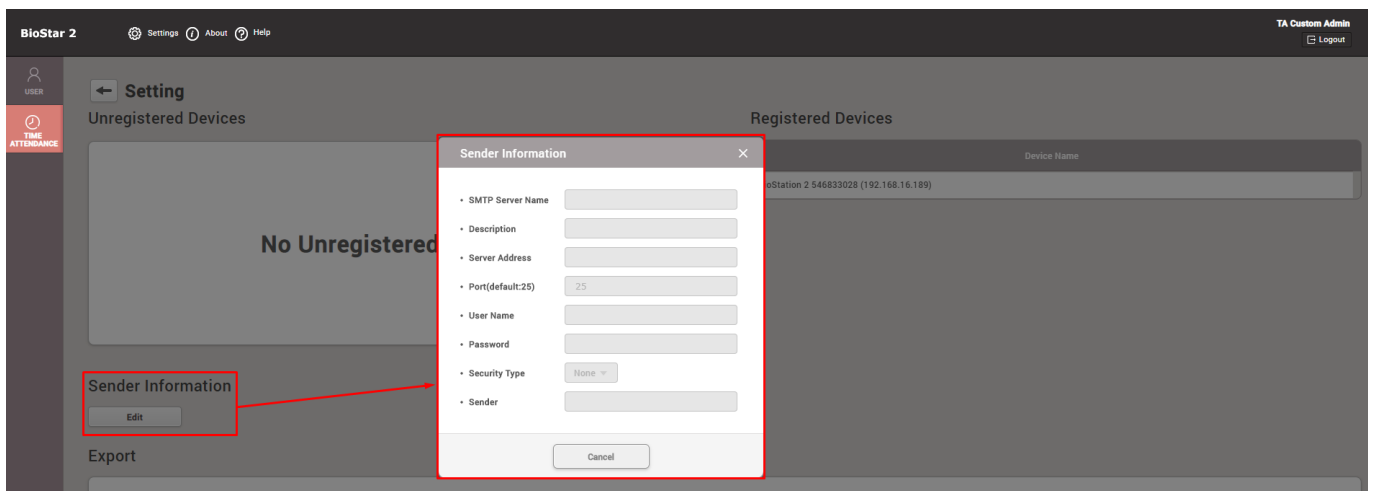 BioStar 2
Settings
About
Help
TA Custom Admin
Logout
USER
TIME
ATTENDANCE
Setting
Unregistered Devices
Registered Devices
No Unregistered
Device Name
oStation 2 546833028 (192.168.16.189)
Sender Information
Edit
Export
Sender Information
SMTP Server Name
Description
Server Address
Port(default:25) 25
User Name
Password
Security Type None
Sender
Cancel